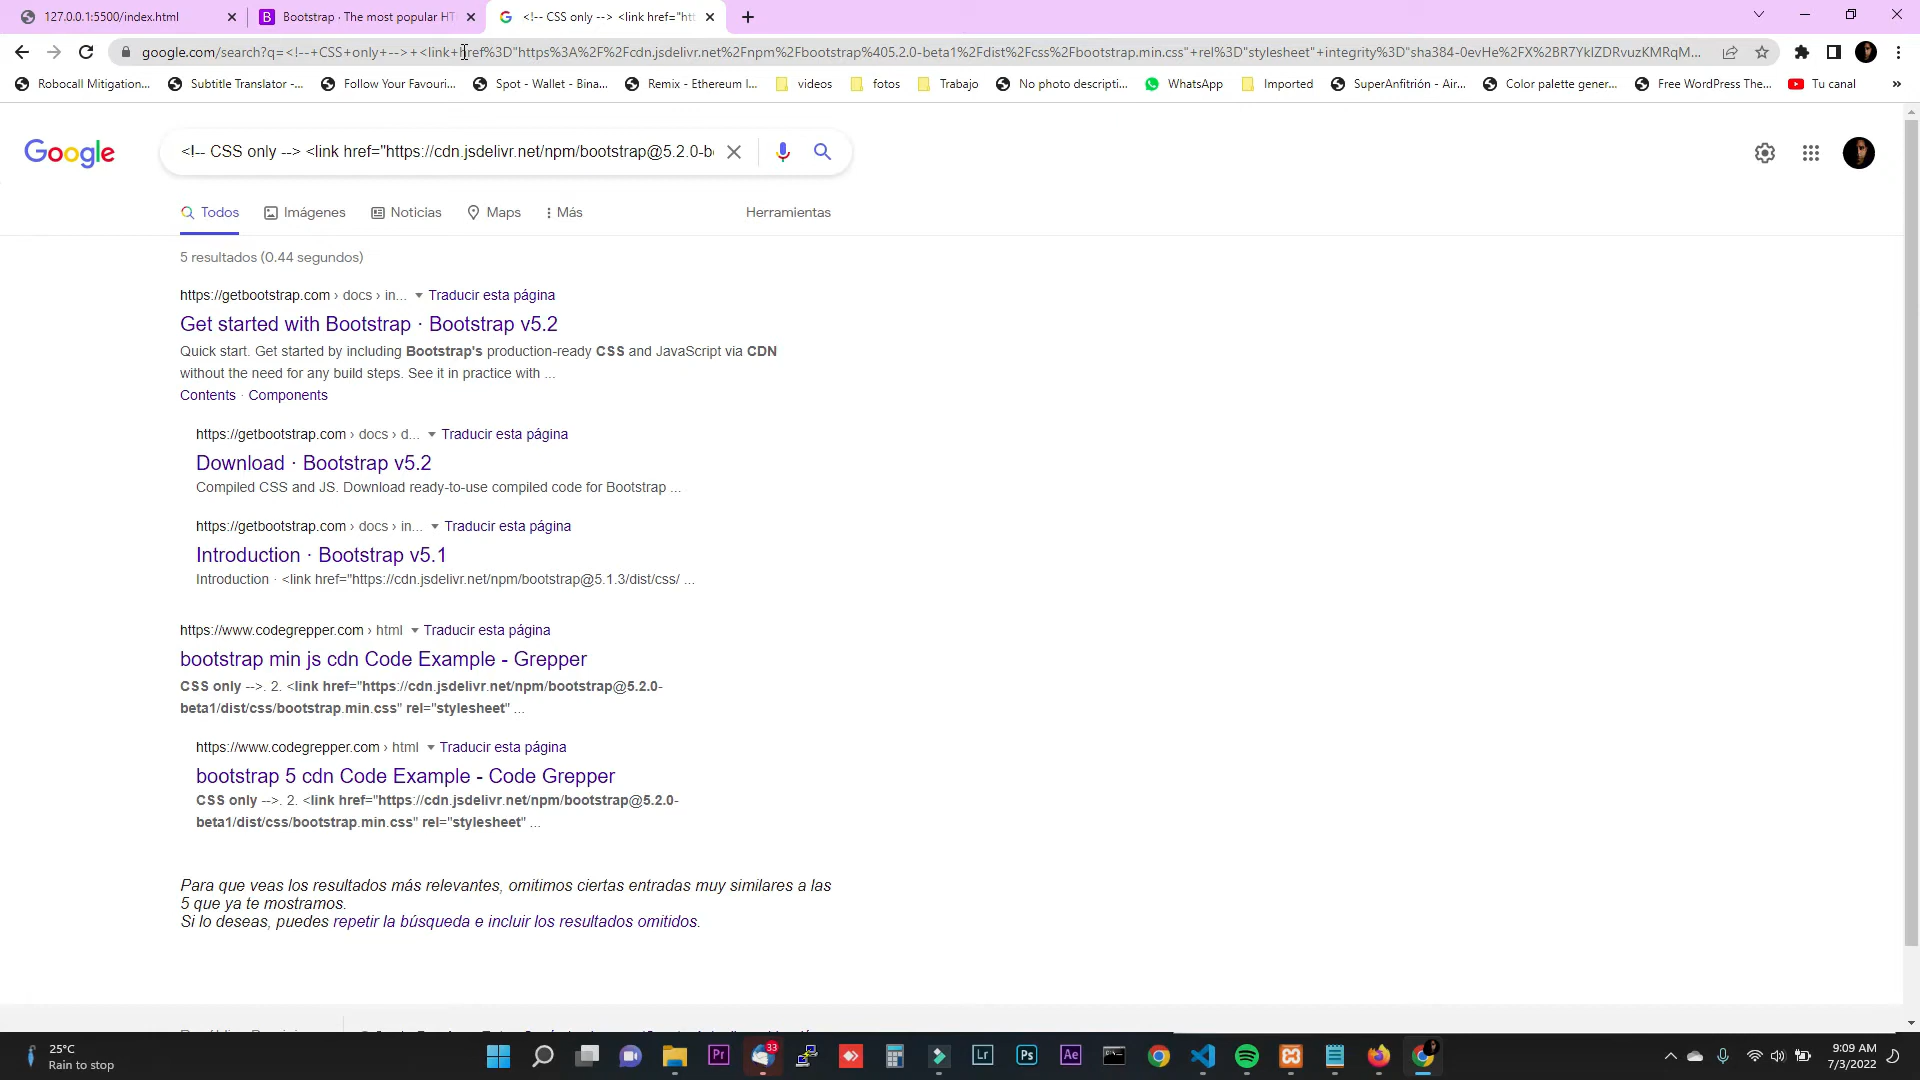 127.0.0.1:5500/index.html
Bootstrap · The most popular HT
<!-- CSS only --> <link href="htt
google.com/search?q=<!--+CSS+only+-->+<link+href%3D"https%3A%2F%2Fcdn.jsdelivr.net%2Fnpm%2Fbootstrap%405.2.0-beta1%2Fdist%2Fcss%2Fbootstrap.min.css"+rel%3D"stylesheet"+integrity%3D"sha384-0evHe%2FX%2BR7YkIZDRvuzKMRqM...
Robocall Mitigation...
Subtitle Translator -...
Follow Your Favouri...
Spot - Wallet - Bina...
Remix - Ethereum I...
videos
fotos
Trabajo
No photo descripti...
WhatsApp
Imported
SuperAnfitrión - Air...
Color palette gener...
Free WordPress The...
Tu canal
»
Google
<!-- CSS only --> <link href="https://cdn.jsdelivr.net/npm/bootstrap@5.2.0-b
Todos
Imágenes
Noticias
Maps
Más
Herramientas
5 resultados (0.44 segundos)
https://getbootstrap.com › docs › in... Traducir esta página
Get started with Bootstrap · Bootstrap v5.2
Quick start. Get started by including Bootstrap's production-ready CSS and JavaScript via CDN
without the need for any build steps. See it in practice with ...
Contents · Components
https://getbootstrap.com › docs › d... Traducir esta página
Download · Bootstrap v5.2
Compiled CSS and JS. Download ready-to-use compiled code for Bootstrap ...
https://getbootstrap.com › docs › in... Traducir esta página
Introduction · Bootstrap v5.1
Introduction · <link href="https://cdn.jsdelivr.net/npm/bootstrap@5.1.3/dist/css/ ...
https://www.codegrepper.com › html Traducir esta página
bootstrap min js cdn Code Example - Grepper
CSS only -->. 2. <link href="https://cdn.jsdelivr.net/npm/bootstrap@5.2.0-
beta1/dist/css/bootstrap.min.css" rel="stylesheet" ...
https://www.codegrepper.com › html Traducir esta página
bootstrap 5 cdn Code Example - Code Grepper
CSS only -->. 2. <link href="https://cdn.jsdelivr.net/npm/bootstrap@5.2.0-
beta1/dist/css/bootstrap.min.css" rel="stylesheet" ...
Para que veas los resultados más relevantes, omitimos ciertas entradas muy similares a las
5 que ya te mostramos.
Si lo deseas, puedes repetir la búsqueda e incluir los resultados omitidos.
25°C
Rain to stop
Pr
33
Lr
Ps
Ae
9:09 AM
7/3/2022